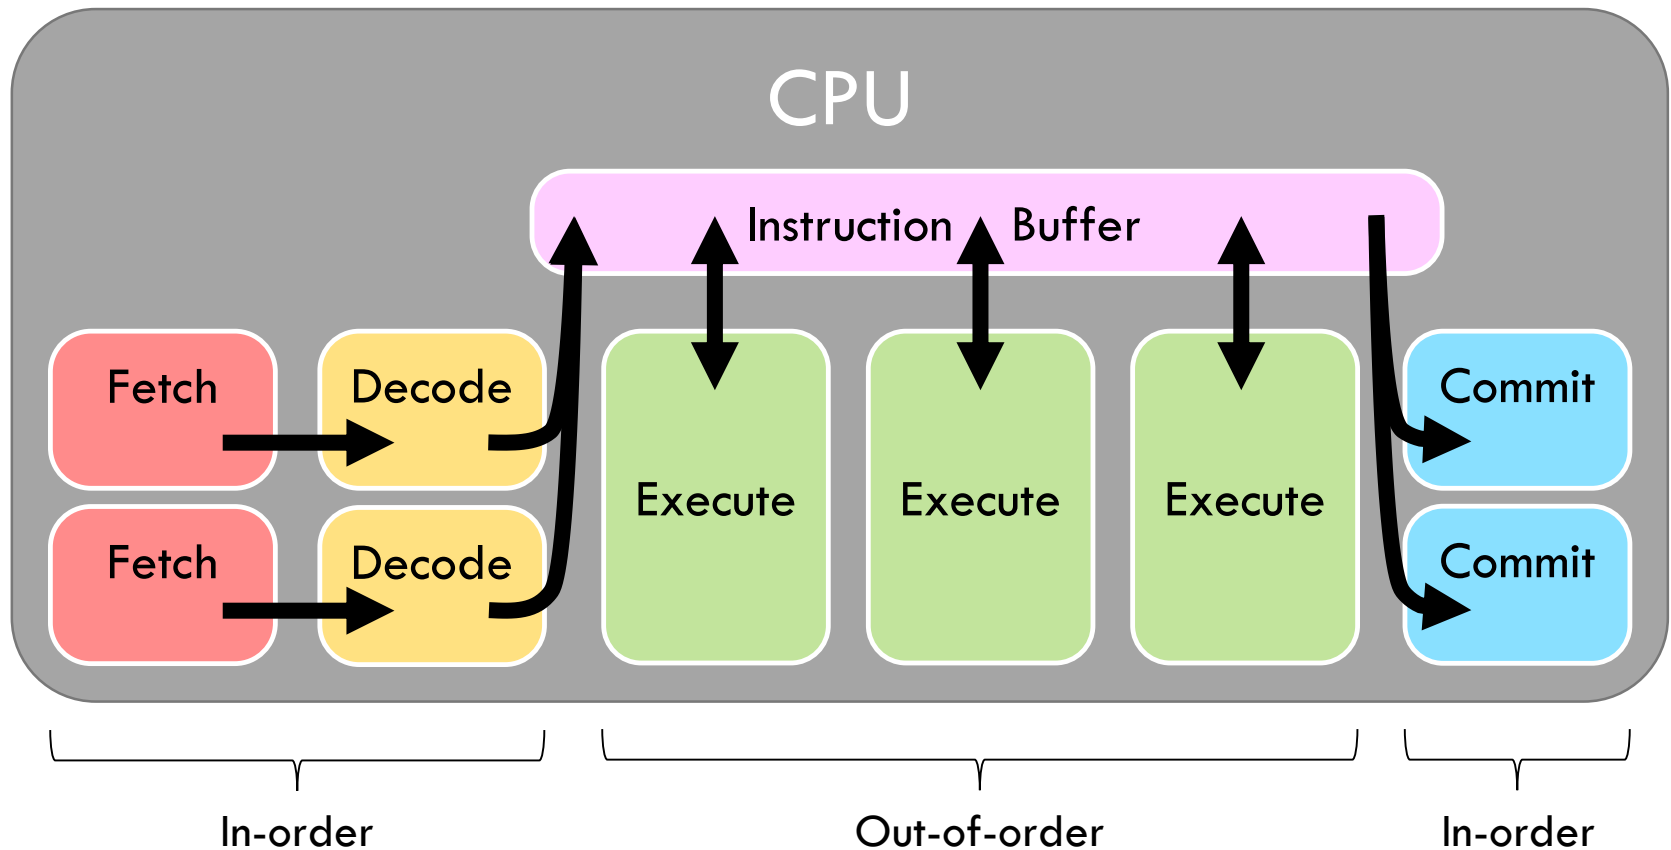 CPU
Instruction Buffer
Fetch
Decode
Commit
Execute
Execute
Execute
Fetch
Decode
Commit
In-order
Out-of-order
In-order